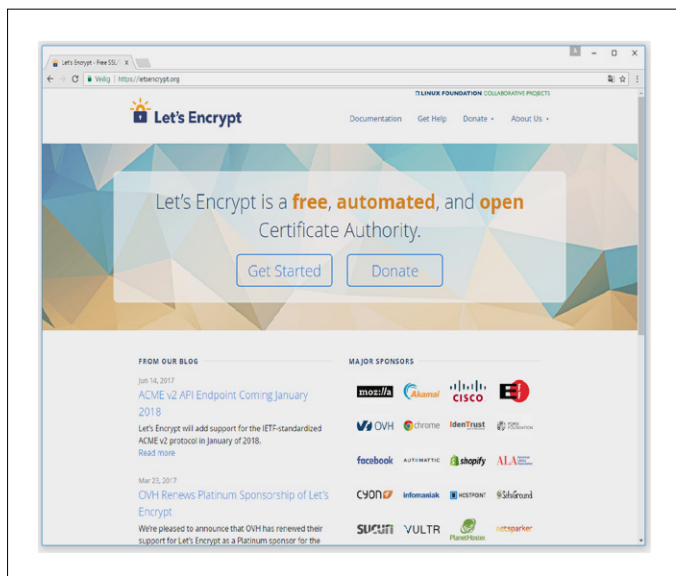 Let's Encrypt - Free SSL/
Veilig | https://letsencrypt.org
LINUX FOUNDATION COLLABORATIVE PROJECTS
Let's Encrypt
Documentation Get Help Donate About Us
Let's Encrypt is a free, automated, and open
Certificate Authority.
Get Started Donate
FROM OUR BLOG
Jun 14, 2017
ACME v2 API Endpoint Coming January
2018
Let's Encrypt will add support for the IETF-standardized
ACME v2 protocol in January of 2018.
Read more
Mar 23, 2017
OVH Renews Platinum Sponsorship of Let's
Encrypt
We're pleased to announce that OVH has renewed their
support for Let's Encrypt as a Platinum sponsor for the
MAJOR SPONSORS
moz://a Akamai CISCO EFF
OVH chrome IdenTrust FORD FOUNDATION
facebook AUTOMATTIC shopify ALA
CYON infomaniak HOSTPOINT SiteGround
SUCURI VULTR PlanetHoster netsparker